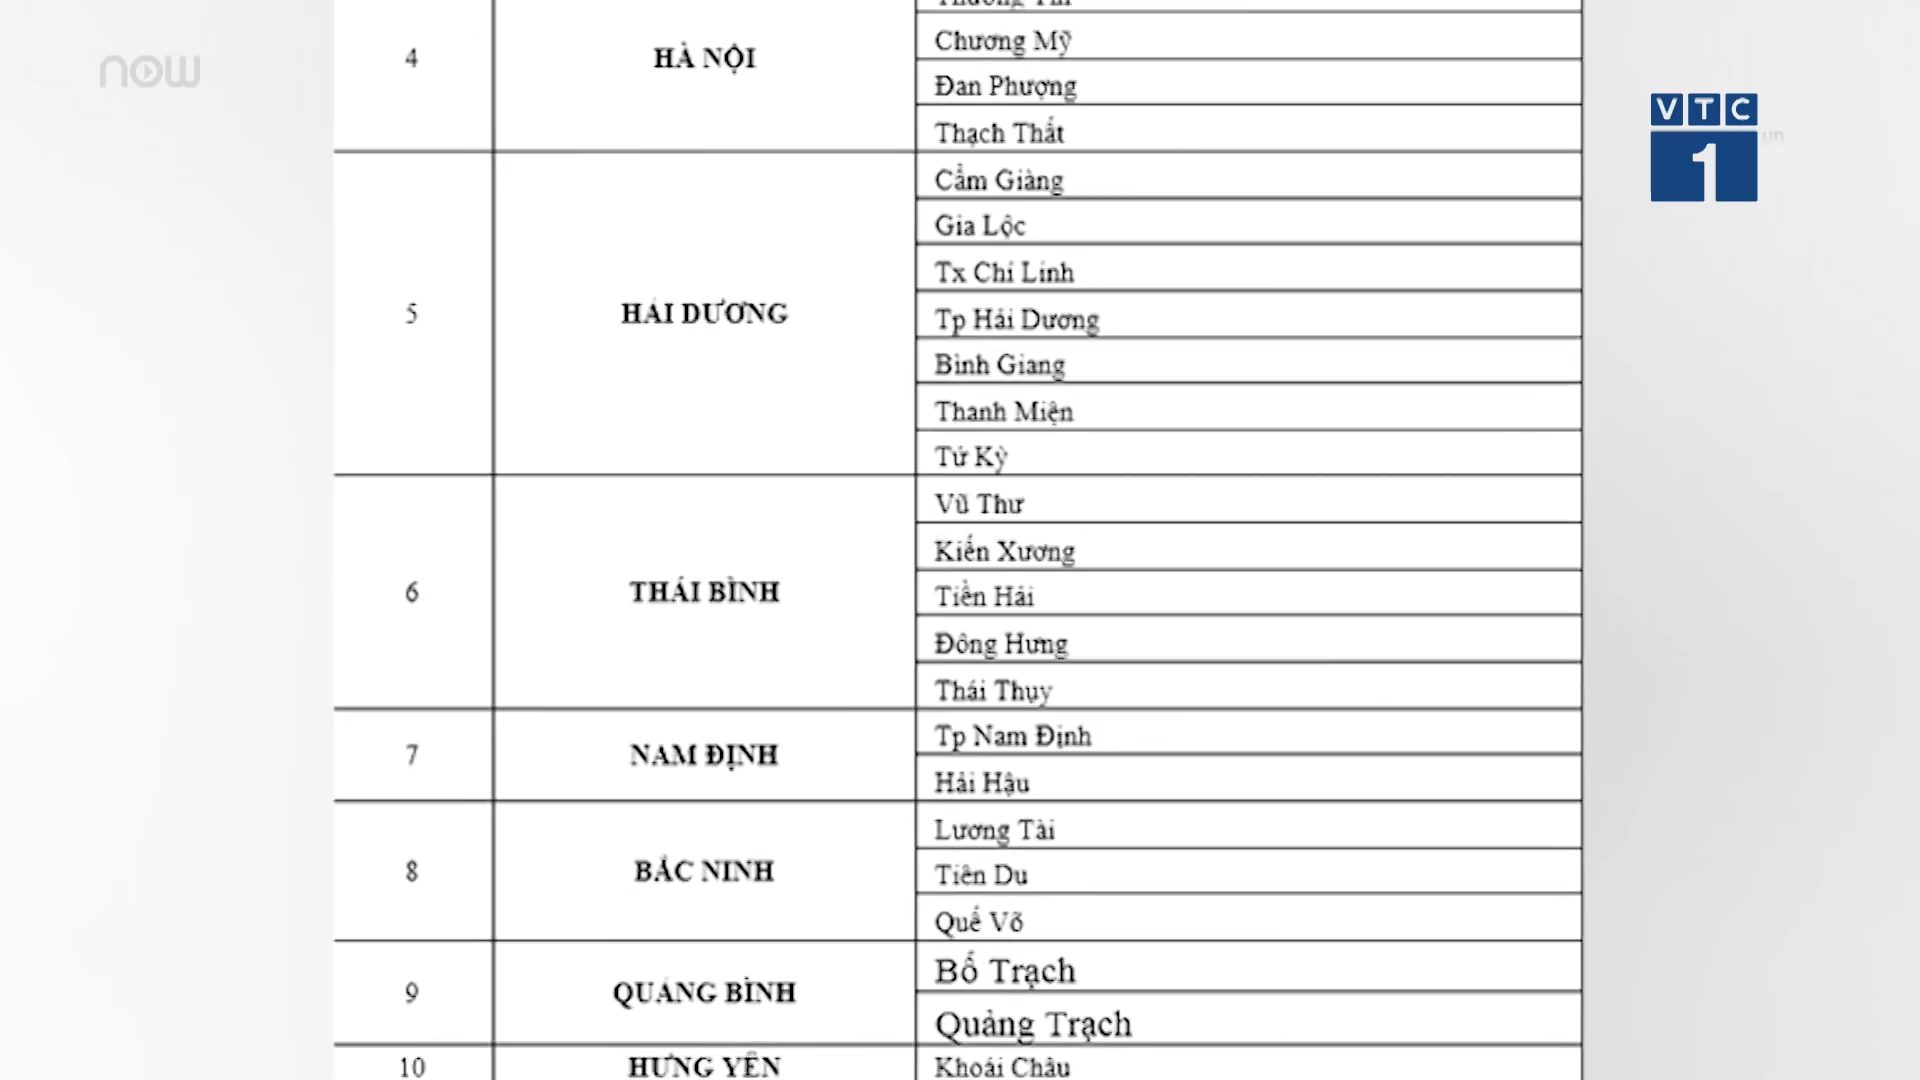 now
VTC
1
Thường Tín
4 HÀ NỘI
Chương Mỹ
Đan Phượng
Thạch Thất
5 HẢI DƯƠNG
Cẩm Giàng
Gia Lộc
Tx Chí Linh
Tp Hải Dương
Bình Giang
Thanh Miện
Tứ Kỳ
6 THÁI BÌNH
Vũ Thư
Kiến Xương
Tiền Hải
Đông Hưng
Thái Thụy
7 NAM ĐỊNH
Tp Nam Định
Hải Hậu
8 BẮC NINH
Lương Tài
Tiên Du
Quế Võ
9 QUẢNG BÌNH
Bố Trạch
Quảng Trạch
10 HƯNG YÊN
Khoái Châu